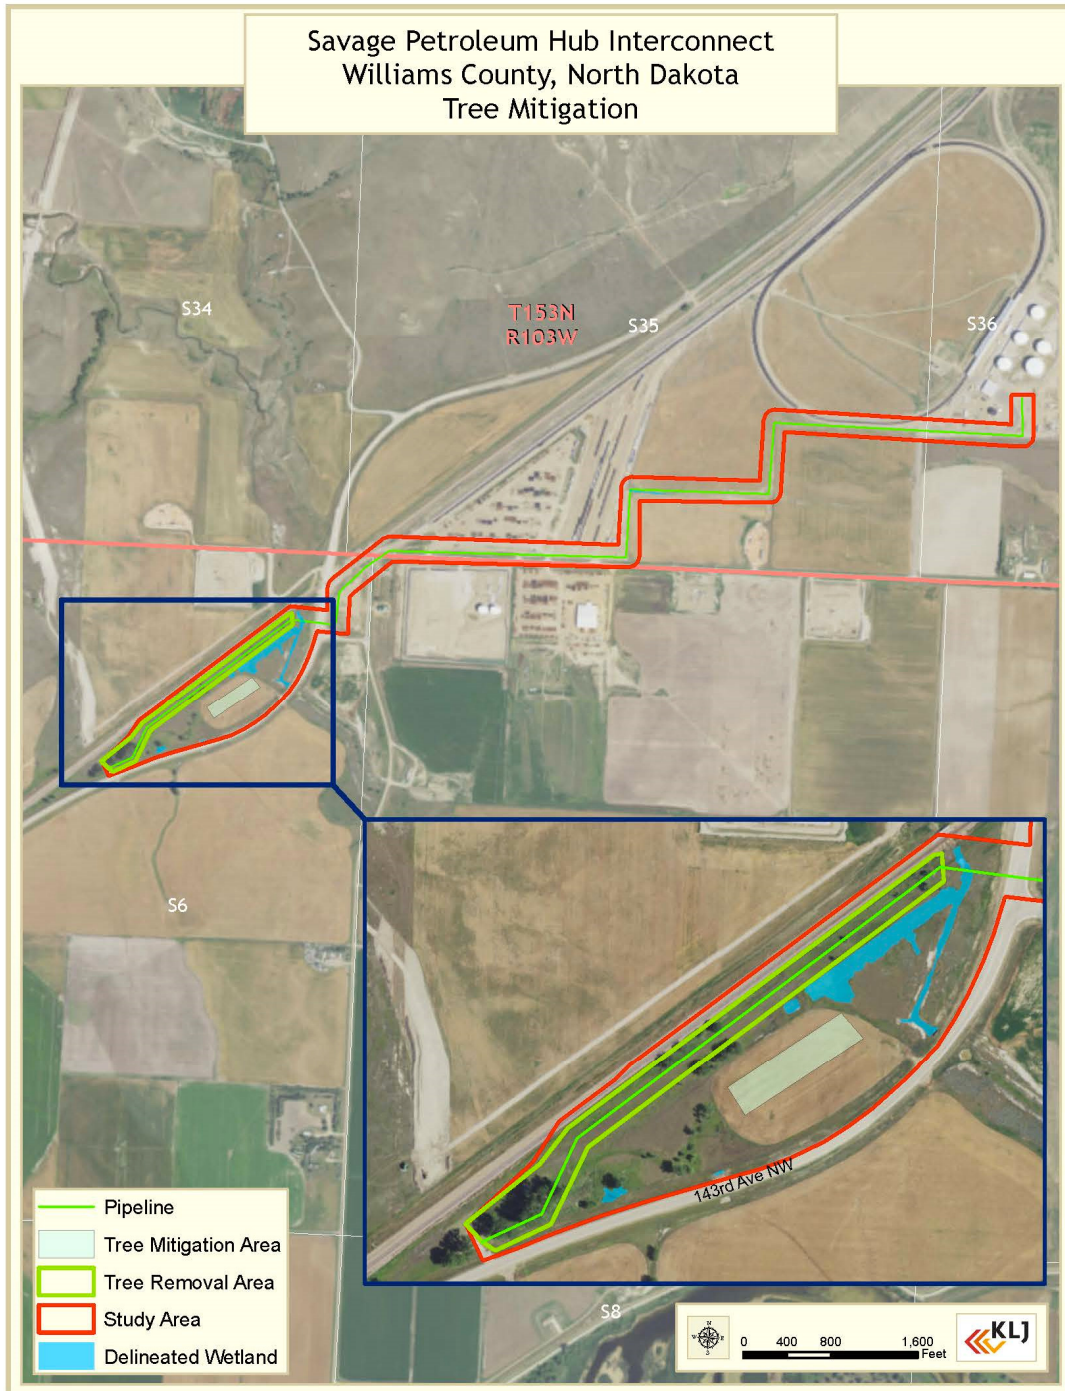 Savage Petroleum Hub Interconnect
Williams County, North Dakota
Tree Mitigation
S34
T153N
R103W
S35
S36
S6
143rd Ave NW
S8
Pipeline
Tree Mitigation Area
Tree Removal Area
Study Area
Delineated Wetland
N
W E
S
0 400 800 1,600
Feet
KLJ